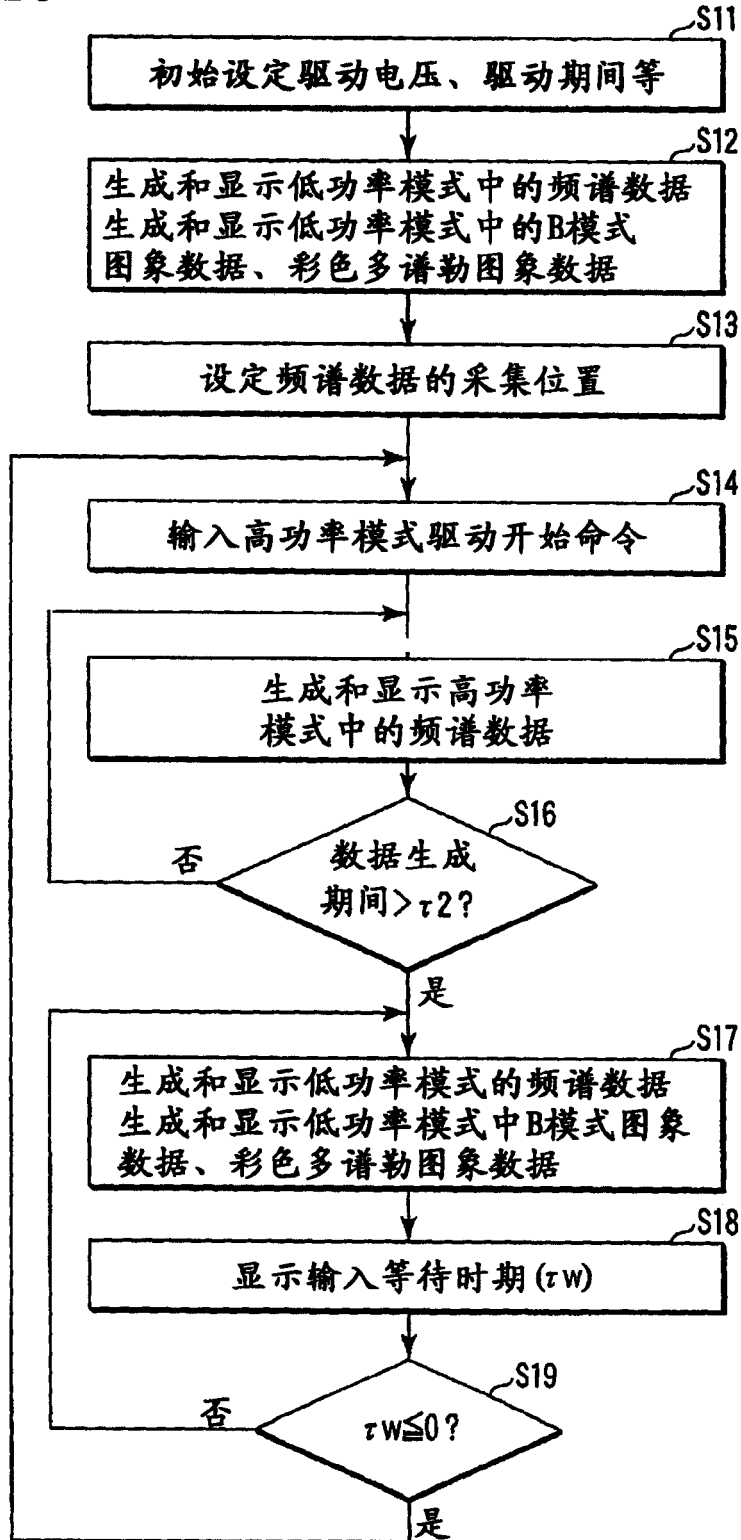 S11
初始设定驱动电压、驱动期间等
S12
生成和显示低功率模式中的频谱数据
生成和显示低功率模式中的B模式
图象数据、彩色多谱勒图象数据
S13
设定频谱数据的采集位置
S14
输入高功率模式驱动开始命令
S15
生成和显示高功率
模式中的频谱数据
S16
数据生成
期间>τ2?
否
是
S17
生成和显示低功率模式的频谱数据
生成和显示低功率模式中B模式图象
数据、彩色多谱勒图象数据
S18
显示输入等待时期(τw)
S19
τw≦0?
否
是